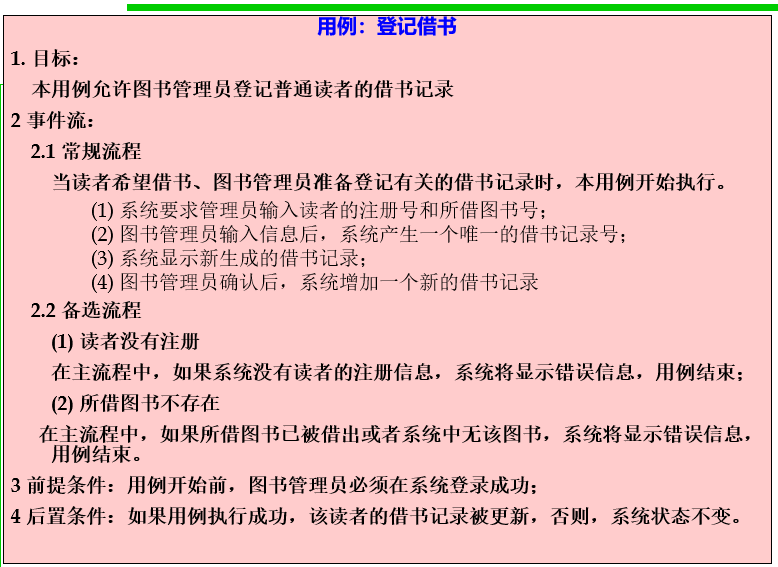 用例：登记借书
1. 目标：
本用例允许图书管理员登记普通读者的借书记录
2 事件流：
2.1 常规流程
当读者希望借书、图书管理员准备登记有关的借书记录时，本用例开始执行。
(1) 系统要求管理员输入读者的注册号和所借图书号；
(2) 图书管理员输入信息后，系统产生一个唯一的借书记录号；
(3) 系统显示新生成的借书记录；
(4) 图书管理员确认后，系统增加一个新的借书记录
2.2 备选流程
(1) 读者没有注册
在主流程中，如果系统没有读者的注册信息，系统将显示错误信息，用例结束；
(2) 所借图书不存在
在主流程中，如果所借图书已被借出或者系统中无该图书，系统将显示错误信息，
用例结束。
3 前提条件：用例开始前，图书管理员必须在系统登录成功；
4 后置条件：如果用例执行成功，该读者的借书记录被更新，否则，系统状态不变。